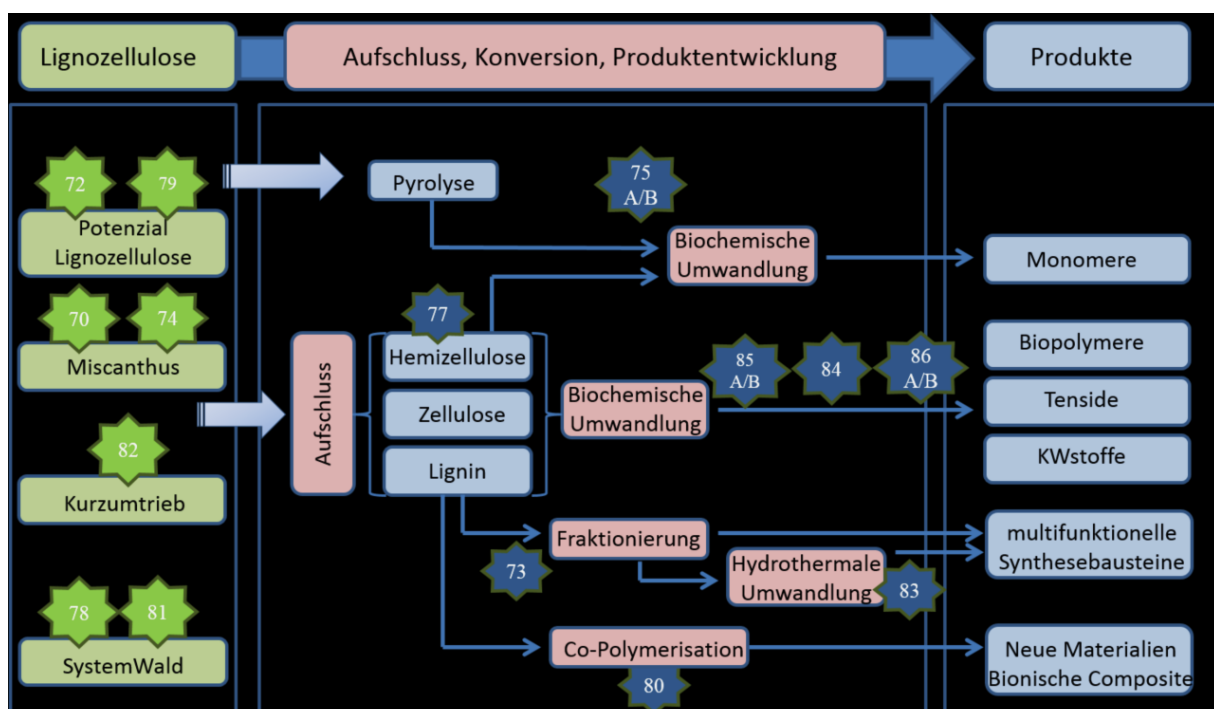 Lignozellulose
Aufschluss, Konversion, Produktentwicklung
Produkte
72
79
Potenzial
Lignozellulose
70
74
Miscanthus
82
Kurzumtrieb
78
81
SystemWald
Pyrolyse
75
A/B
Biochemische
Umwandlung
77
Aufschluss
Hemizellulose
Zellulose
Lignin
Biochemische
Umwandlung
85
A/B
84
86
A/B
Fraktionierung
73
Hydrothermale
Umwandlung
83
Co-Polymerisation
80
Monomere
Biopolymere
Tenside
KWstoffe
multifunktionelle
Synthesebausteine
Neue Materialien
Bionische Composite